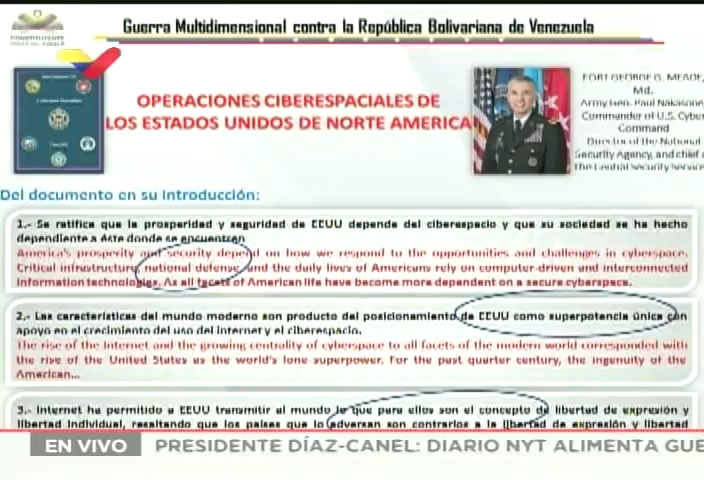 CONSTITUYENTE
Guerra Multidimensional contra la República Bolivariana de Venezuela
OPERACIONES CIBERESPACIALES DE
LOS ESTADOS UNIDOS DE NORTE AMERICA
FORT GEORGE G. MEADE,
Md.
Army Gen. Paul Nakasone,
Commander of U.S. Cyber
Command
Director of the National
Security Agency, and chief of
the Central Security Service
Del documento en su Introducción:
1.- Se ratifica que la prosperidad y seguridad de EEUU depende del ciberespacio y que su sociedad se ha hecho
dependiente a éste donde se encuentren
America's prosperity and security depend on how we respond to the opportunities and challenges in cyberspace.
Critical infrastructure, national defense, and the daily lives of Americans rely on computer-driven and interconnected
information technologies. As all facets of American life have become more dependent on a secure cyberspace.
2.- Las características del mundo moderno son producto del posicionamiento de EEUU como superpotencia única con
apoyo en el crecimiento del uso del internet y el ciberespacio.
The rise of the Internet and the growing centrality of cyberspace to all facets of the modern world corresponded with
the rise of the United States as the world's lone superpower. For the past quarter century, the ingenuity of the
American...
3.- Internet ha permitido a EEUU transmitir al mundo lo que para ellos son el concepto de libertad de expresión y
libertad individual, resaltando que los países que lo adversan son contrarios a la libertad de expresión y libertad
EN VIVO PRESIDENTE DÍAZ-CANEL: DIARIO NYT ALIMENTA GUE